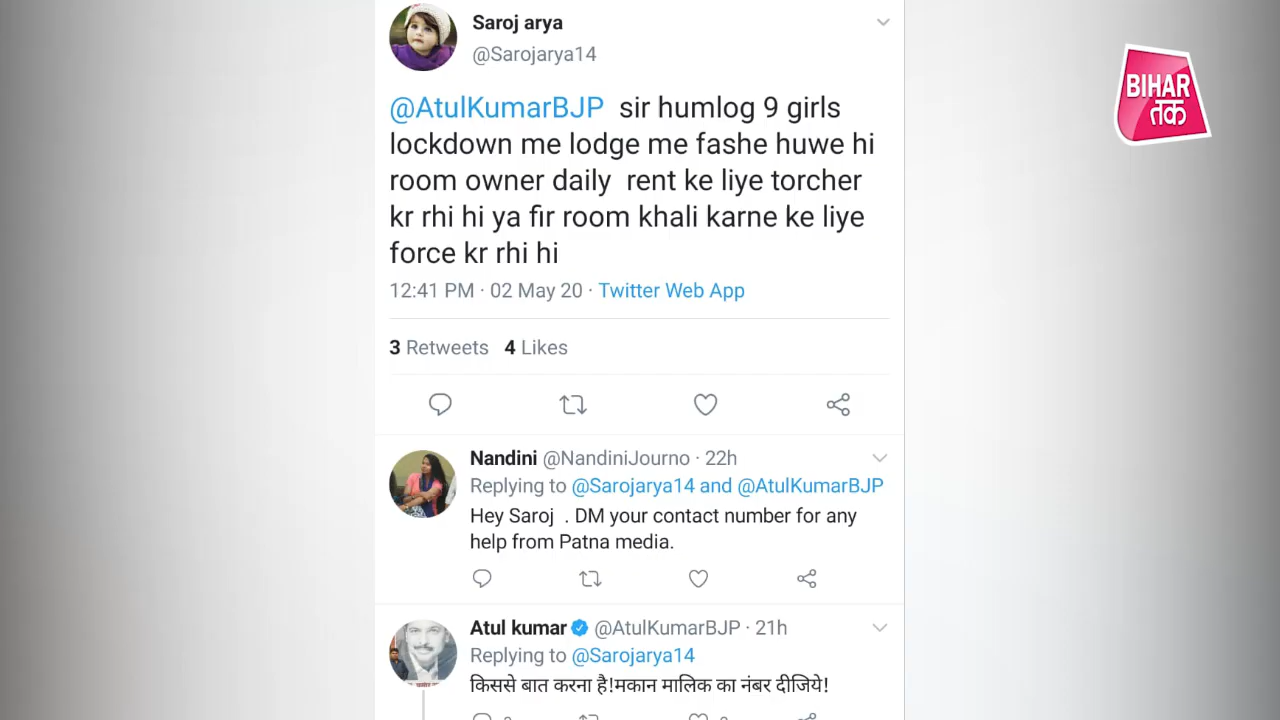 Saroj arya
@Sarojarya14
BIHAR
तक
@AtulKumarBJP sir humlog 9 girls
lockdown me lodge me fashe huwe hi
room owner daily rent ke liye torcher
kr rhi hi ya fir room khali karne ke liye
force kr rhi hi
12:41 PM · 02 May 20 · Twitter Web App
3 Retweets 4 Likes
Nandini @NandiniJourno · 22h
Replying to @Sarojarya14 and @AtulKumarBJP
Hey Saroj . DM your contact number for any
help from Patna media.
Atul kumar @AtulKumarBJP · 21h
Replying to @Sarojarya14
किससे बात करना है!मकान मालिक का नंबर दीजिये!